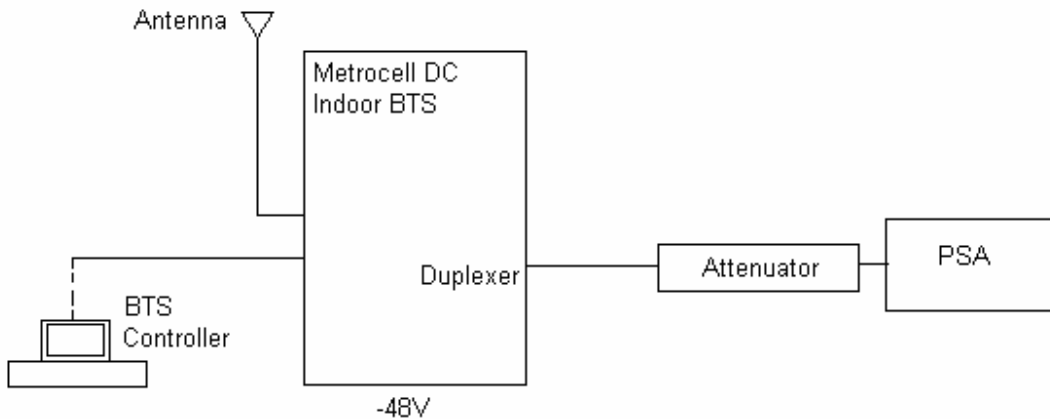 Antenna
Metrocell DC
Indoor BTS
Duplexer
Attenuator
PSA
BTS
Controller
-48V